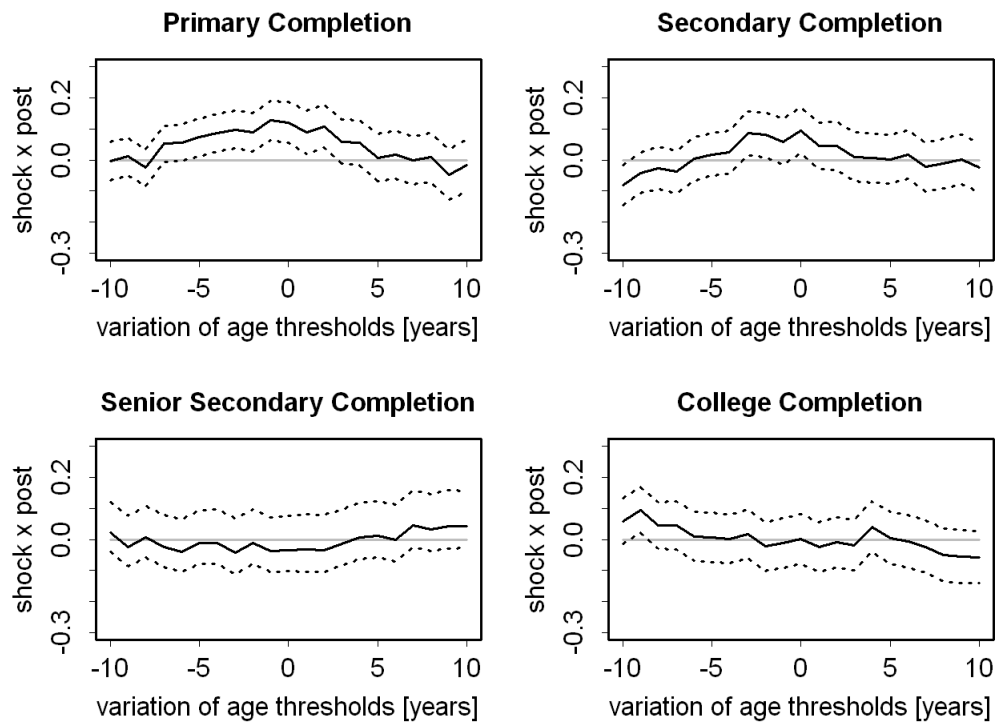 Primary Completion
shock x post
0.2
0.0
-0.3
-10 -5 0 5 10
variation of age thresholds [years]
Secondary Completion
shock x post
0.2
0.0
-0.3
-10 -5 0 5 10
variation of age thresholds [years]
Senior Secondary Completion
shock x post
0.2
0.0
-0.3
-10 -5 0 5 10
variation of age thresholds [years]
College Completion
shock x post
0.2
0.0
-0.3
-10 -5 0 5 10
variation of age thresholds [years]